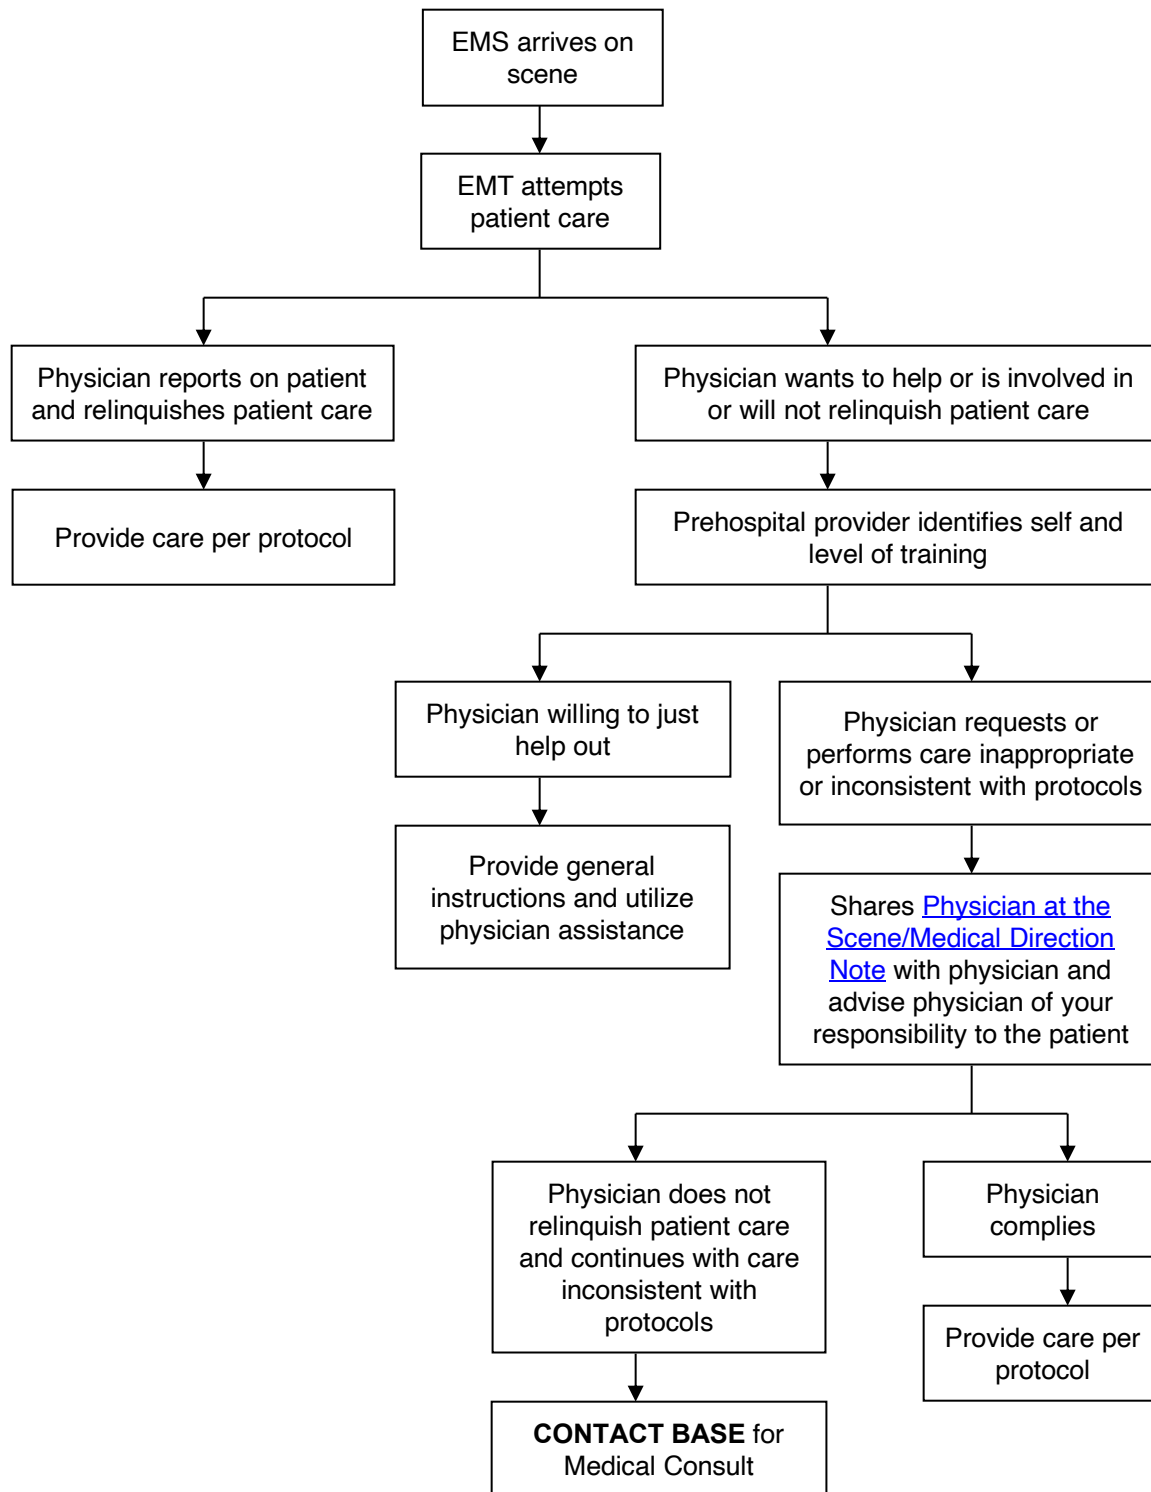 EMS arrives on
scene
EMT attempts
patient care
Physician reports on patient
and relinquishes patient care
Physician wants to help or is involved in
or will not relinquish patient care
Provide care per protocol
Prehospital provider identifies self and
level of training
Physician willing to just
help out
Physician requests or
performs care inappropriate
or inconsistent with protocols
Provide general
instructions and utilize
physician assistance
Shares Physician at the
Scene/Medical Direction
Note with physician and
advise physician of your
responsibility to the patient
Physician does not
relinquish patient care
and continues with care
inconsistent with
protocols
Physician
complies
Provide care per
protocol
CONTACT BASE for
Medical Consult